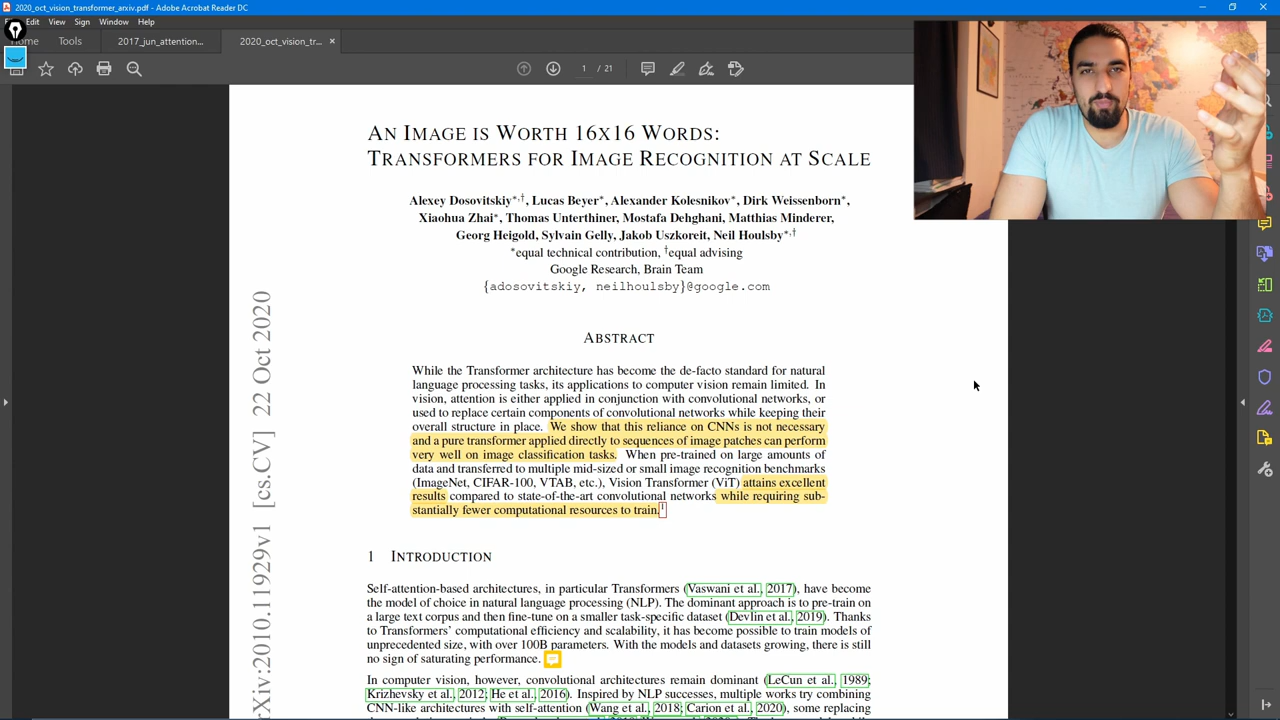 2020_oct_vision_transformer_arxiv.pdf - Adobe Acrobat Reader DC
Edit View Sign Window Help
Home Tools 2017_jun_attention... 2020_oct_vision_tr... ×
1 / 21
AN IMAGE IS WORTH 16X16 WORDS:
TRANSFORMERS FOR IMAGE RECOGNITION AT SCALE
Alexey Dosovitskiy*,†, Lucas Beyer*, Alexander Kolesnikov*, Dirk Weissenborn*,
Xiaohua Zhai*, Thomas Unterthiner, Mostafa Dehghani, Matthias Minderer,
Georg Heigold, Sylvain Gelly, Jakob Uszkoreit, Neil Houlsby*,†
*equal technical contribution, †equal advising
Google Research, Brain Team
{adosovitskiy, neilhoulsby}@google.com
ABSTRACT
While the Transformer architecture has become the de-facto standard for natural
language processing tasks, its applications to computer vision remain limited. In
vision, attention is either applied in conjunction with convolutional networks, or
used to replace certain components of convolutional networks while keeping their
overall structure in place. We show that this reliance on CNNs is not necessary
and a pure transformer applied directly to sequences of image patches can perform
very well on image classification tasks. When pre-trained on large amounts of
data and transferred to multiple mid-sized or small image recognition benchmarks
(ImageNet, CIFAR-100, VTAB, etc.), Vision Transformer (ViT) attains excellent
results compared to state-of-the-art convolutional networks while requiring sub-
stantially fewer computational resources to train.1
1 INTRODUCTION
Self-attention-based architectures, in particular Transformers (Vaswani et al., 2017), have become
the model of choice in natural language processing (NLP). The dominant approach is to pre-train on
a large text corpus and then fine-tune on a smaller task-specific dataset (Devlin et al., 2019). Thanks
to Transformers' computational efficiency and scalability, it has become possible to train models of
unprecedented size, with over 100B parameters. With the models and datasets growing, there is still
no sign of saturating performance.
In computer vision, however, convolutional architectures remain dominant (LeCun et al., 1989;
Krizhevsky et al., 2012; He et al., 2016). Inspired by NLP successes, multiple works try combining
CNN-like architectures with self-attention (Wang et al., 2018; Carion et al., 2020), some replacing
arXiv:2010.11929v1 [cs.CV] 22 Oct 2020